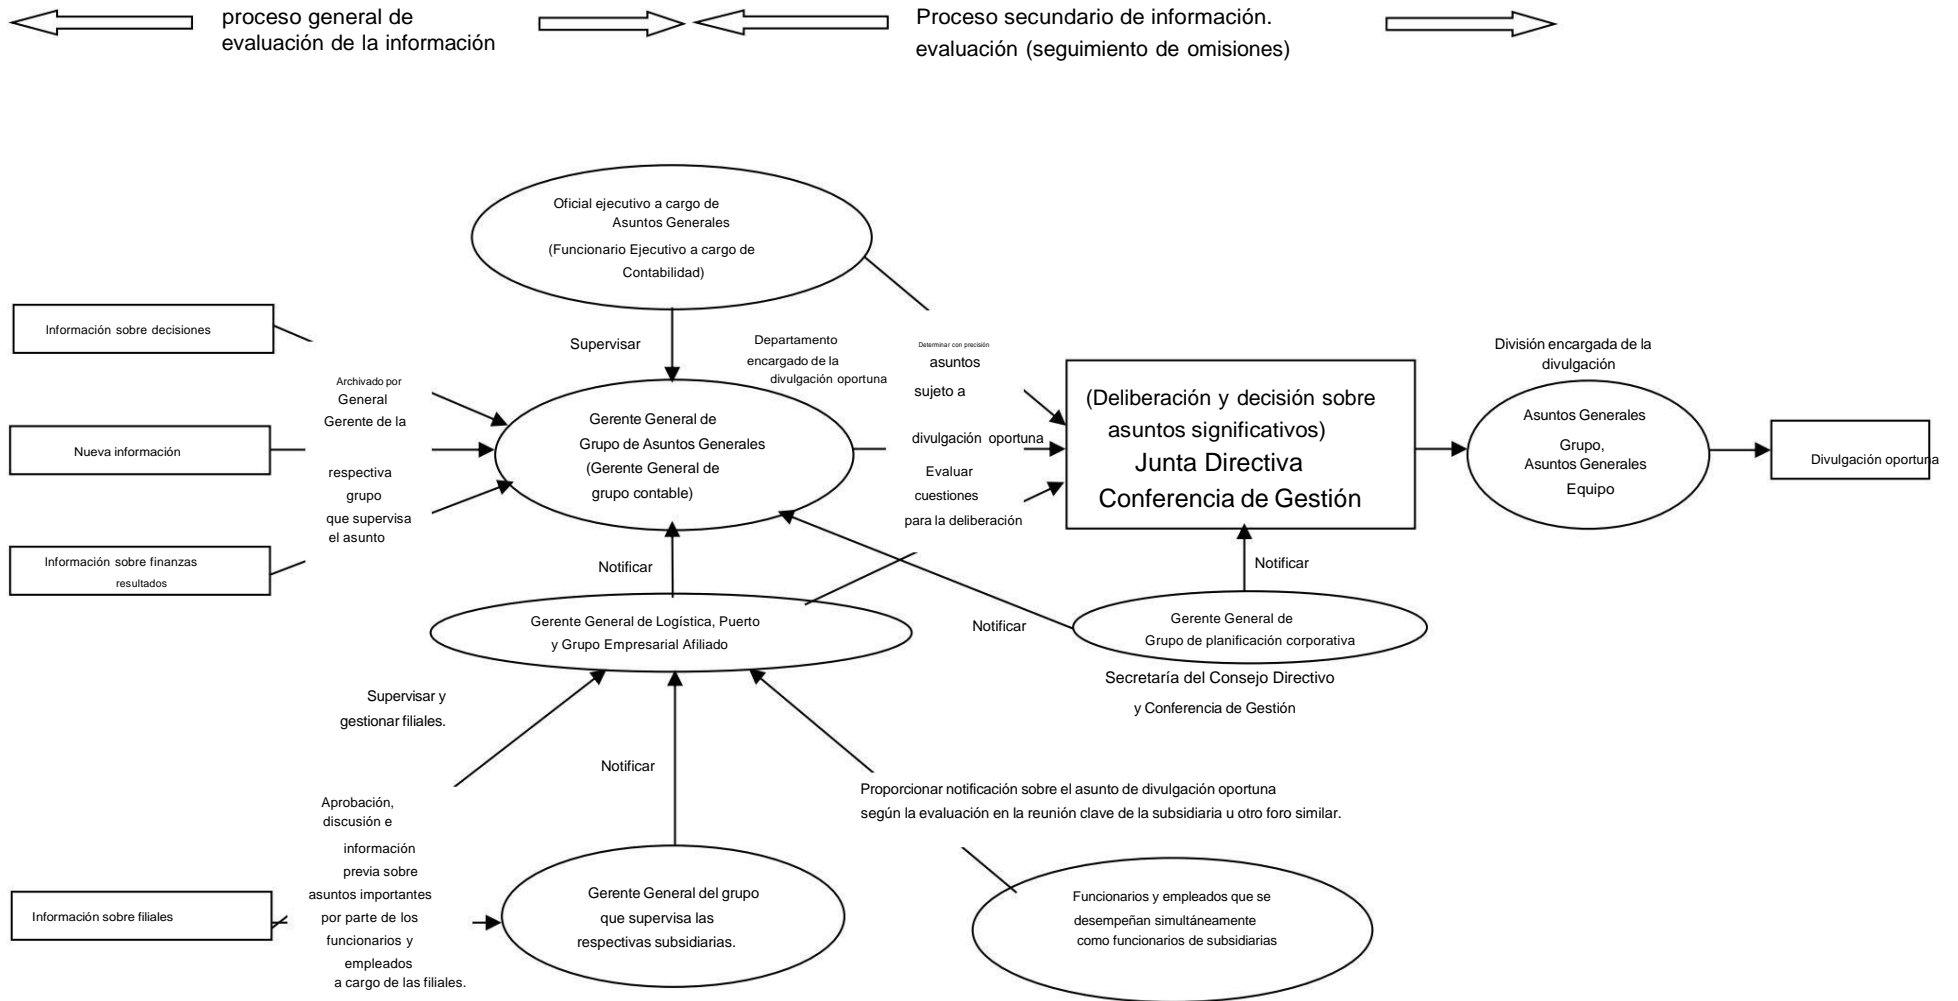 proceso general de
evaluación de la información
Proceso secundario de información.
evaluación (seguimiento de omisiones)
Oficial ejecutivo a cargo de
Asuntos Generales
(Funcionario Ejecutivo a cargo de
Contabilidad)
Información sobre decisiones
Nueva información
Información sobre finanzas
resultados
Archivado por
General
Gerente de la
respectiva
grupo
que supervisa
el asunto
Supervisar
Gerente General de
Grupo de Asuntos Generales
(Gerente General de
grupo contable)
Departamento
encargado de la
divulgación oportuna
Determinar con precisión
asuntos
sujeto a
divulgación oportuna
Evaluar
cuestiones
para la deliberación
(Deliberación y decisión sobre
asuntos significativos)
Junta Directiva
Conferencia de Gestión
División encargada de la
divulgación
Asuntos Generales
Grupo,
Asuntos Generales
Equipo
Divulgación oportuna
Notificar
Gerente General de Logística, Puerto
y Grupo Empresarial Afiliado
Notificar
Notificar
Gerente General de
Grupo de planificación corporativa
Secretaría del Consejo Directivo
y Conferencia de Gestión
Supervisar y
gestionar filiales.
Notificar
Proporcionar notificación sobre el asunto de divulgación oportuna
según la evaluación en la reunión clave de la subsidiaria u otro foro similar.
Información sobre filiales
Aprobación,
discusión e
información
previa sobre
asuntos importantes
por parte de los
funcionarios y
empleados
a cargo de las filiales.
Gerente General del grupo
que supervisa las
respectivas subsidiarias.
Funcionarios y empleados que se
desempeñan simultáneamente
como funcionarios de subsidiarias